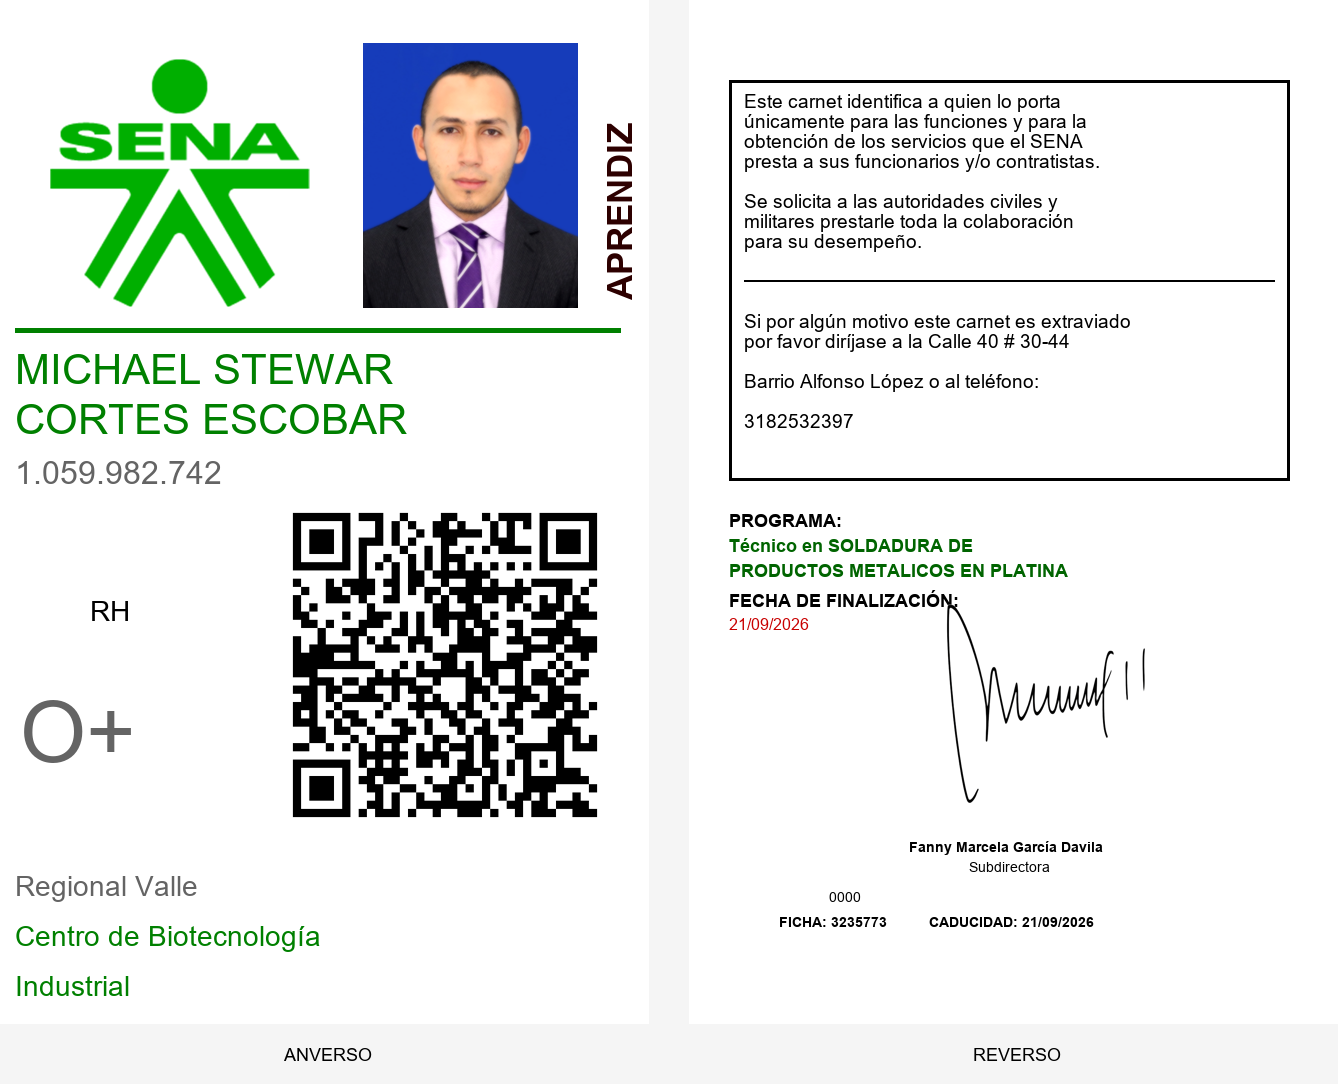 SENA
APRENDIZ
MICHAEL STEWAR
CORTES ESCOBAR
1.059.982.742
RH
O+
Regional Valle
Centro de Biotecnología
Industrial
ANVERSO
Este carnet identifica a quien lo porta
únicamente para las funciones y para la
obtención de los servicios que el SENA
presta a sus funcionarios y/o contratistas.
Se solicita a las autoridades civiles y
militares prestarle toda la colaboración
para su desempeño.
Si por algún motivo este carnet es extraviado
por favor diríjase a la Calle 40 # 30-44
Barrio Alfonso López o al teléfono:
3182532397
PROGRAMA:
Técnico en SOLDADURA DE
PRODUCTOS METALICOS EN PLATINA
FECHA DE FINALIZACIÓN:
21/09/2026
Fanny Marcela García Davila
Subdirectora
0000
FICHA: 3235773 CADUCIDAD: 21/09/2026
REVERSO